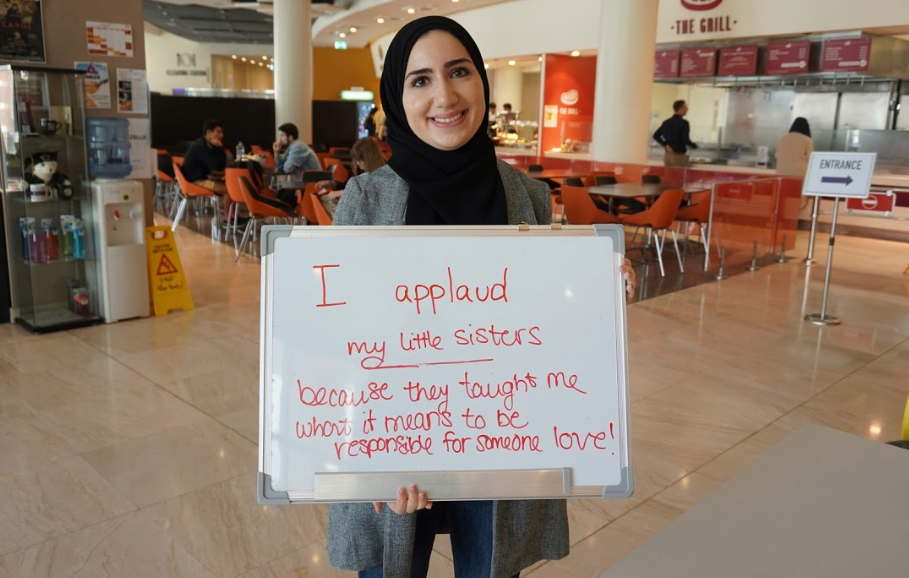 THE GRILL
ENTRANCE
I applaud
my little sisters
because they taught me
what it means to be
responsible for someone love!